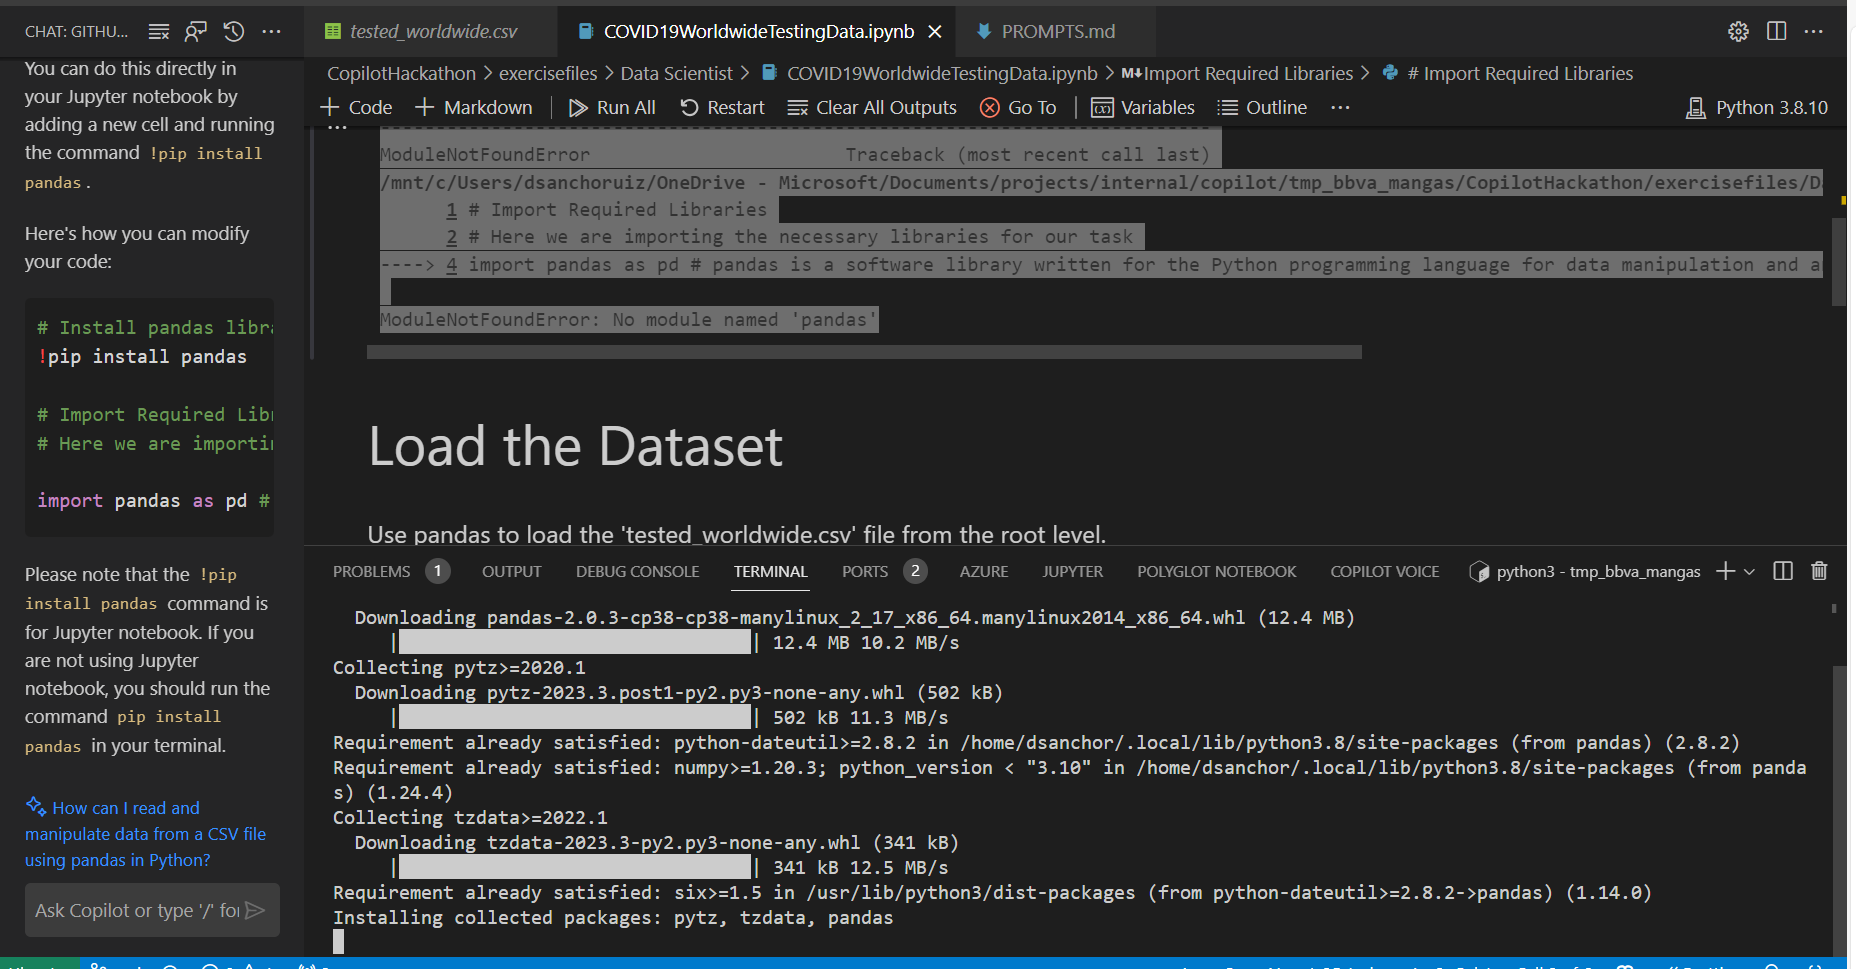 CHAT: GITHU...
You can do this directly in
your Jupyter notebook by
adding a new cell and running
the command !pip install
pandas.
Here's how you can modify
your code:
# Install pandas libr
!pip install pandas
# Import Required Lib
# Here we are importi
import pandas as pd #
Please note that the !pip
install pandas command is
for Jupyter notebook. If you
are not using Jupyter
notebook, you should run the
command pip install
pandas in your terminal.
How can I read and
manipulate data from a CSV file
using pandas in Python?
Ask Copilot or type '/' for
tested_worldwide.csv
COVID19WorldwideTestingData.ipynb
PROMPTS.md
CopilotHackathon > exercisefiles > Data Scientist > COVID19WorldwideTestingData.ipynb > M↓Import Required Libraries > # Import Required Libraries
+ Code + Markdown | Run All Restart Clear All Outputs Go To | Variables Outline ... Python 3.8.10
ModuleNotFoundError Traceback (most recent call last)
/mnt/c/Users/dsanchoruiz/OneDrive - Microsoft/Documents/projects/internal/copilot/tmp_bbva_mangas/CopilotHackathon/exercisefiles/D
1 # Import Required Libraries
2 # Here we are importing the necessary libraries for our task
----> 4 import pandas as pd # pandas is a software library written for the Python programming language for data manipulation and a
ModuleNotFoundError: No module named 'pandas'
Load the Dataset
Use pandas to load the 'tested_worldwide.csv' file from the root level.
PROBLEMS 1 OUTPUT DEBUG CONSOLE TERMINAL PORTS 2 AZURE JUPYTER POLYGLOT NOTEBOOK COPILOT VOICE python3 - tmp_bbva_mangas
Downloading pandas-2.0.3-cp38-cp38-manylinux_2_17_x86_64.manylinux2014_x86_64.whl (12.4 MB)
| | 12.4 MB 10.2 MB/s
Collecting pytz>=2020.1
Downloading pytz-2023.3.post1-py2.py3-none-any.whl (502 kB)
| | 502 kB 11.3 MB/s
Requirement already satisfied: python-dateutil>=2.8.2 in /home/dsanchor/.local/lib/python3.8/site-packages (from pandas) (2.8.2)
Requirement already satisfied: numpy>=1.20.3; python_version < "3.10" in /home/dsanchor/.local/lib/python3.8/site-packages (from panda
s) (1.24.4)
Collecting tzdata>=2022.1
Downloading tzdata-2023.3-py2.py3-none-any.whl (341 kB)
| | 341 kB 12.5 MB/s
Requirement already satisfied: six>=1.5 in /usr/lib/python3/dist-packages (from python-dateutil>=2.8.2->pandas) (1.14.0)
Installing collected packages: pytz, tzdata, pandas